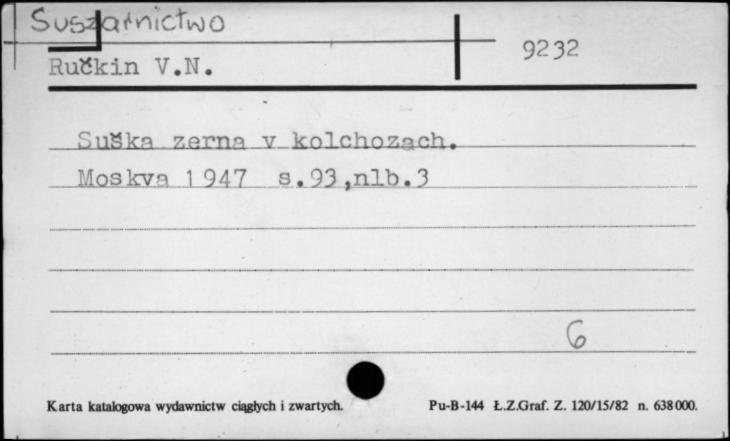 Suszarnictwo
9232
Ručkin V.N.
Suška zerna v kolchozach.
Moskva 1947 s.93,nlb.3
6
Karta katalogowa wydawnictw ciągłych i zwartych. Pu-B-144 Ł.Z.Graf. Z. 120/15/82 n. 638000.